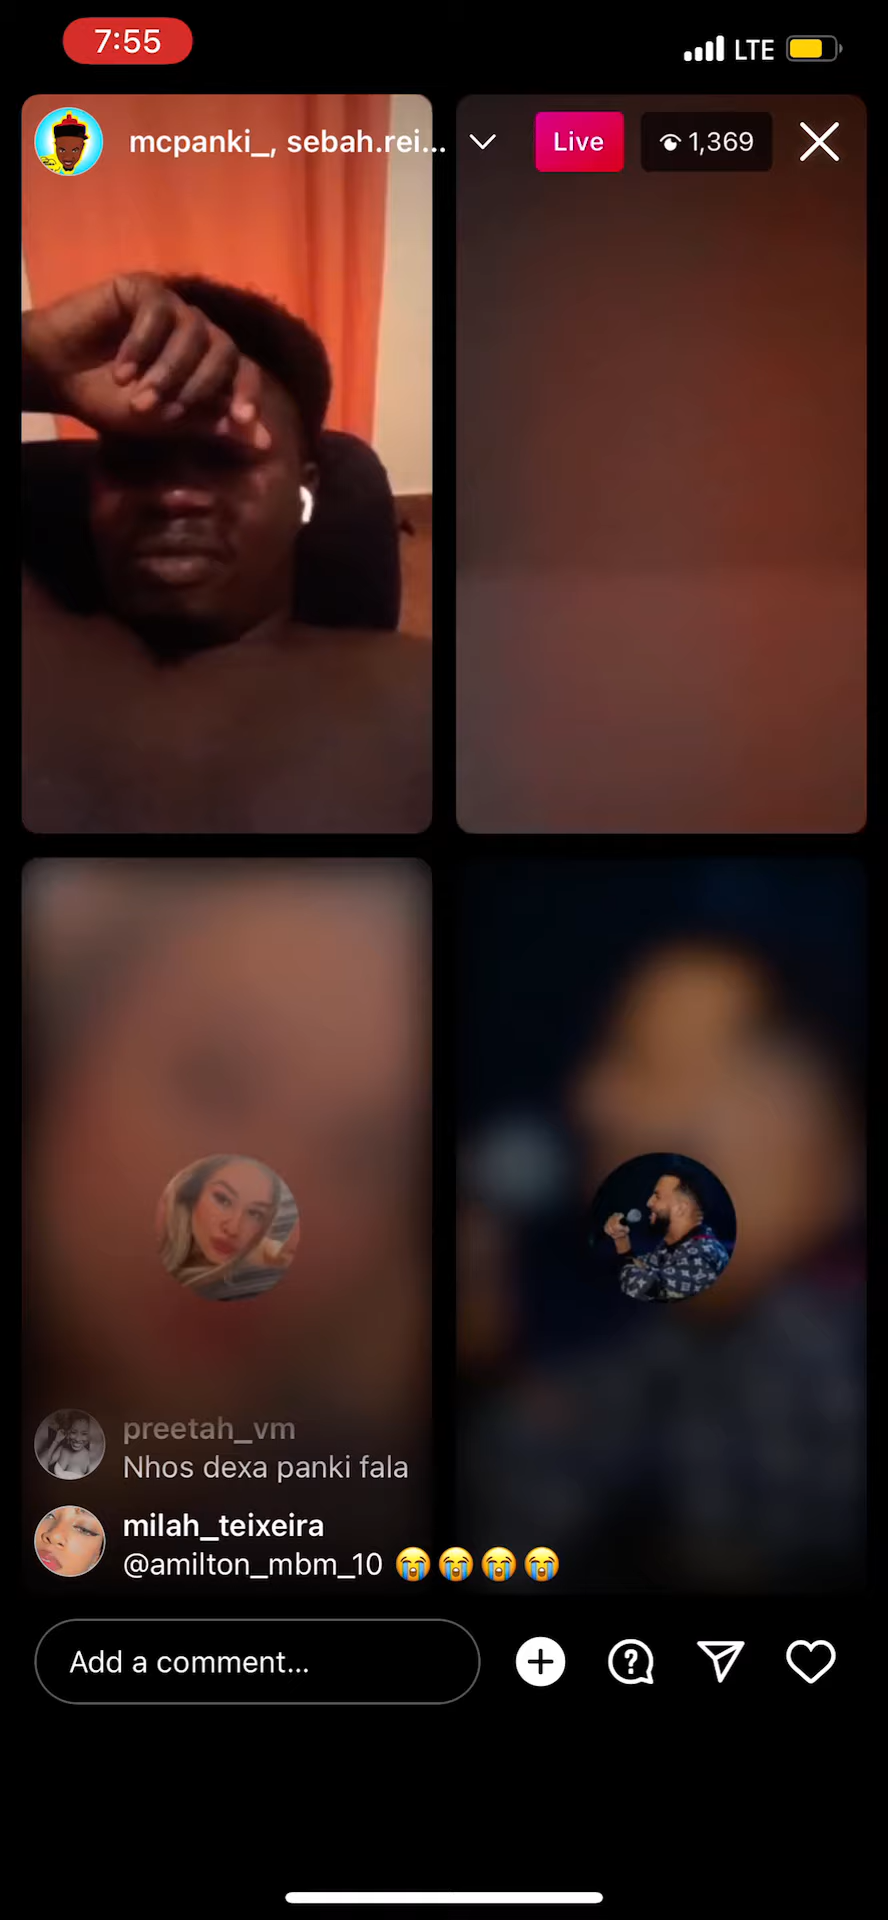 7:55
LTE
mcpanki_, sebah.rei...
Live
1,369
preetah_vm
Nhos dexa panki fala
milah_teixeira
@amilton_mbm_10 😭😭😭😭
Add a comment...